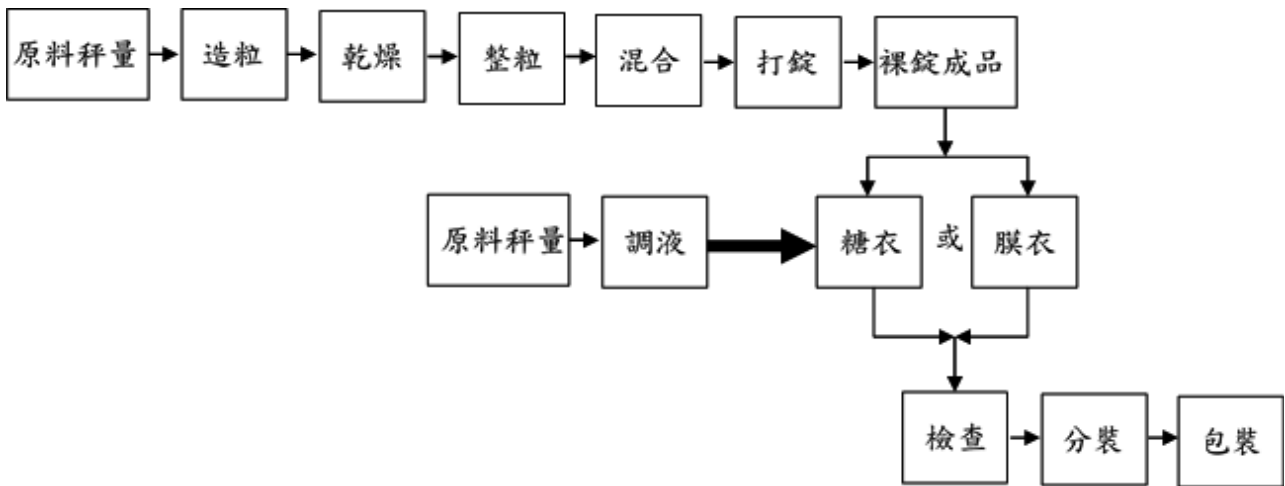 原料秤量 造粒 乾燥 整粒 混合 打錠 裸錠成品
原料秤量 調液 糖衣 或 膜衣
檢查 分裝 包裝